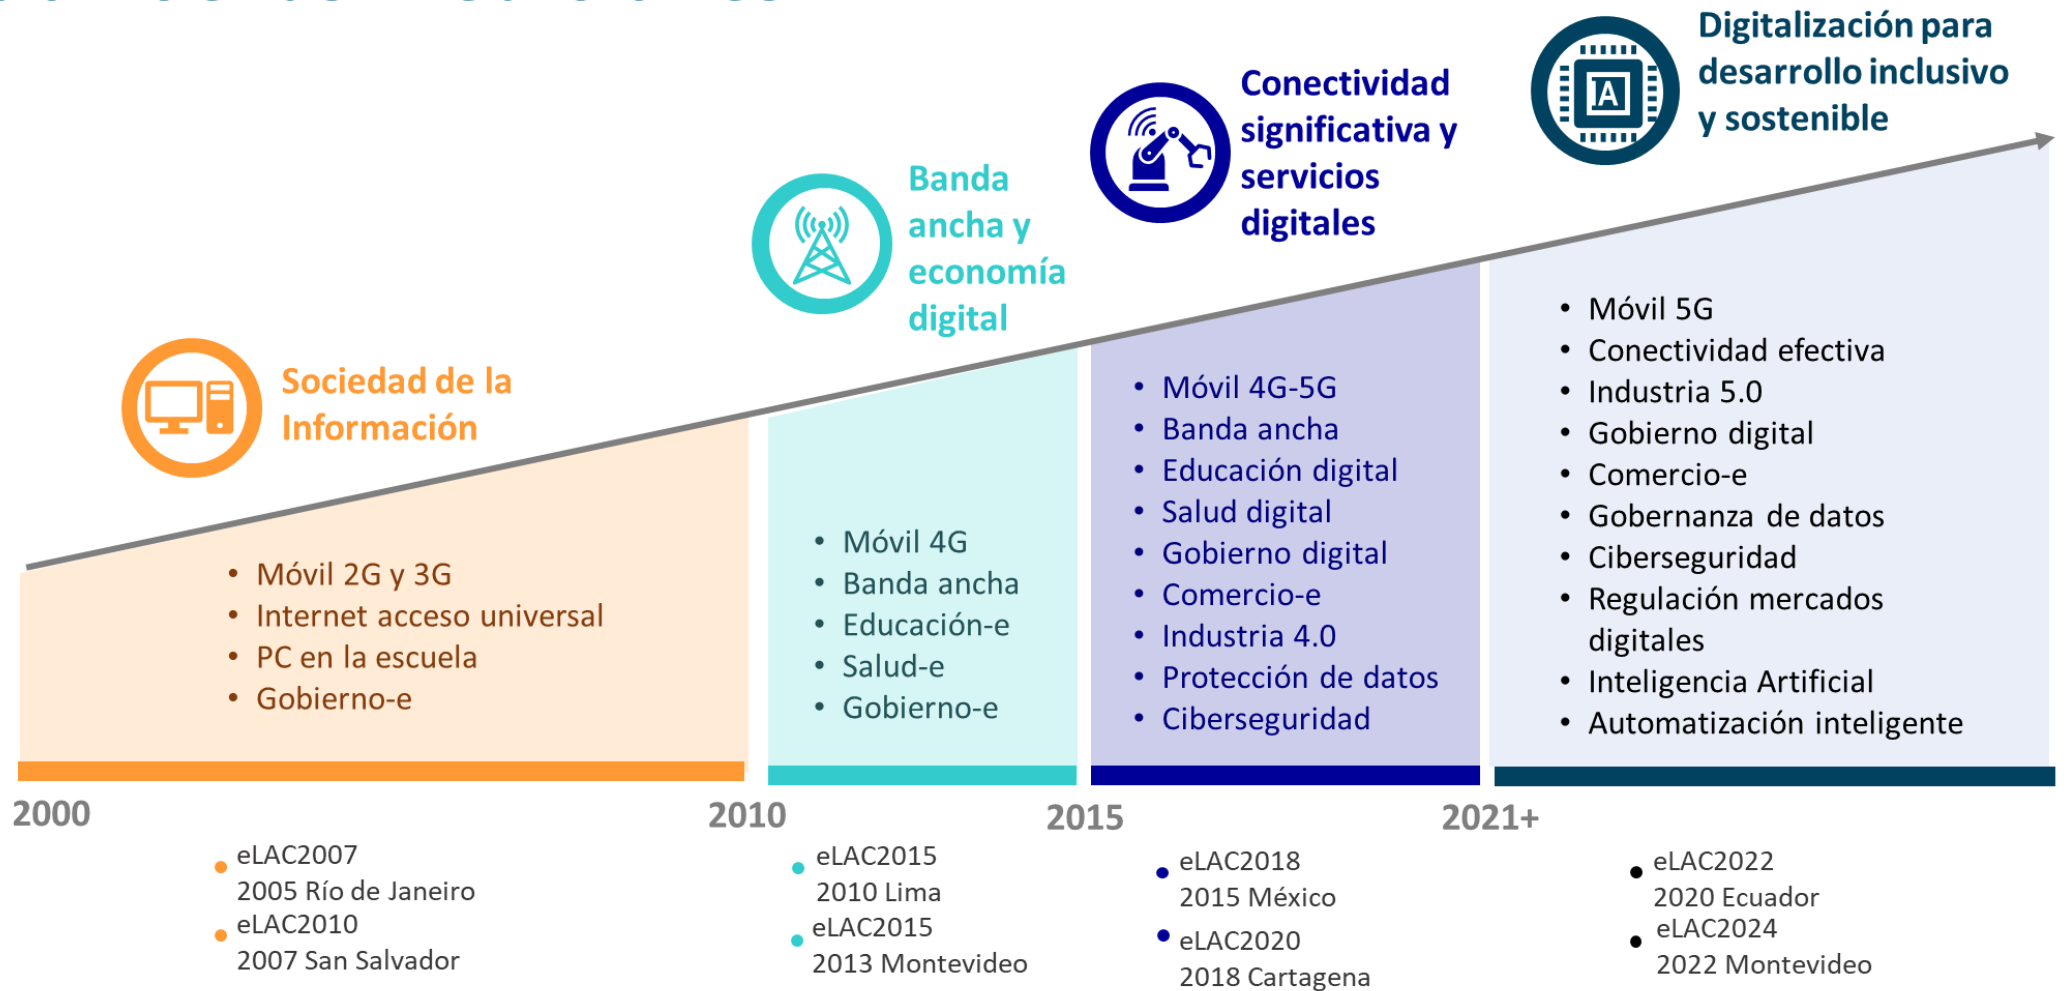 Sociedad de la
Información
Banda
ancha y
economía
digital
Conectividad
significativa y
servicios
digitales
IA
Digitalización para
desarrollo inclusivo
y sostenible
• Móvil 2G y 3G
• Internet acceso universal
• PC en la escuela
• Gobierno-e
• Móvil 4G
• Banda ancha
• Educación-e
• Salud-e
• Gobierno-e
• Móvil 4G-5G
• Banda ancha
• Educación digital
• Salud digital
• Gobierno digital
• Comercio-e
• Industria 4.0
• Protección de datos
• Ciberseguridad
• Móvil 5G
• Conectividad efectiva
• Industria 5.0
• Gobierno digital
• Comercio-e
• Gobernanza de datos
• Ciberseguridad
• Regulación mercados
digitales
• Inteligencia Artificial
• Automatización inteligente
2000
2010
2015
2021+
• eLAC2007
2005 Río de Janeiro
• eLAC2010
2007 San Salvador
• eLAC2015
2010 Lima
• eLAC2015
2013 Montevideo
• eLAC2018
2015 México
• eLAC2020
2018 Cartagena
• eLAC2022
2020 Ecuador
• eLAC2024
2022 Montevideo